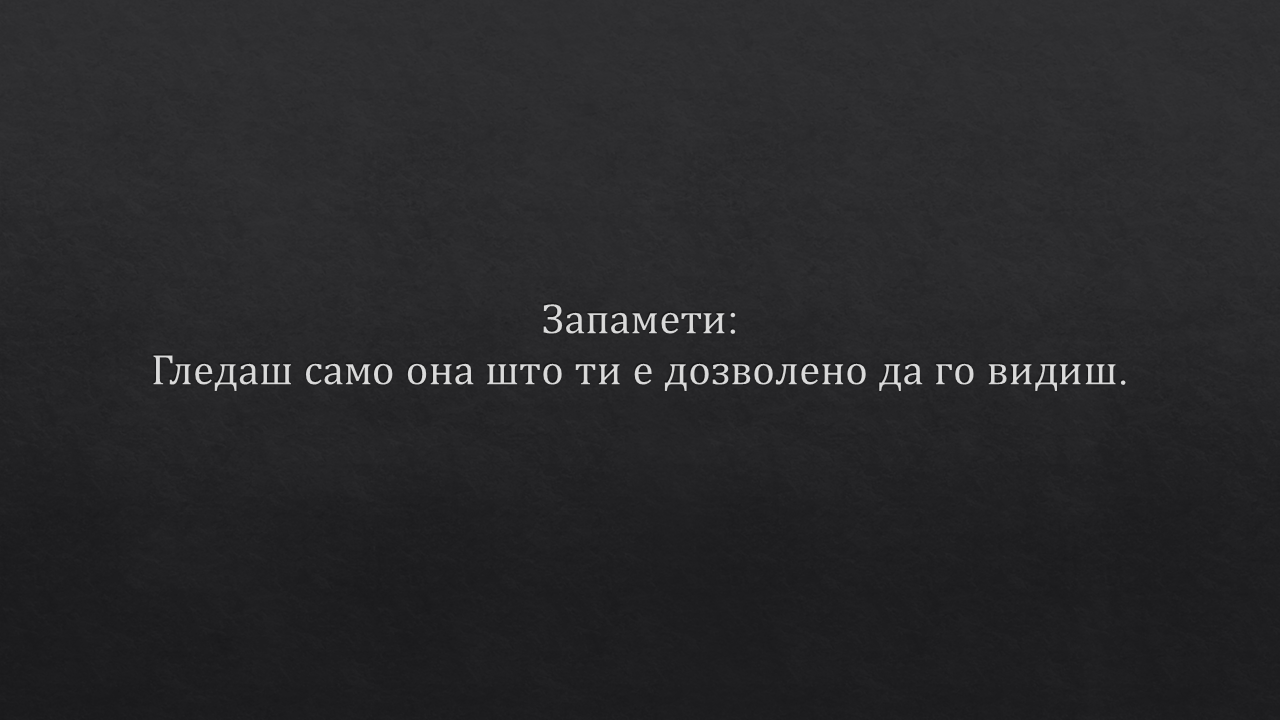 Запамети:
Гледаш само она што ти е дозволено да го видиш.